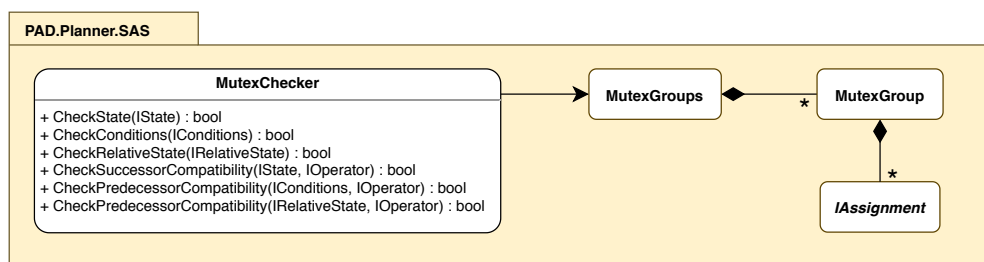 PAD.Planner.SAS
MutexChecker
+ CheckState(IState) : bool
+ CheckConditions(IConditions) : bool
+ CheckRelativeState(IRelativeState) : bool
+ CheckSuccessorCompatibility(IState, IOperator) : bool
+ CheckPredecessorCompatibility(IConditions, IOperator) : bool
+ CheckPredecessorCompatibility(IRelativeState, IOperator) : bool
MutexGroups
*
MutexGroup
*
IAssignment